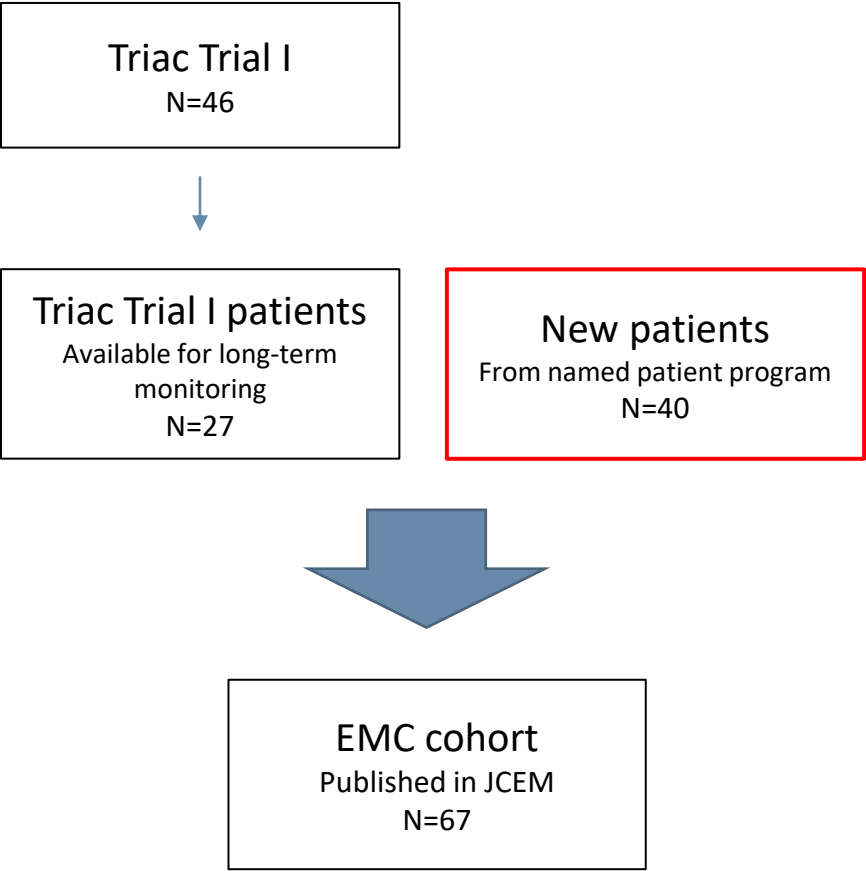 Triac Trial I
N=46
Triac Trial I patients
Available for long-term
monitoring
N=27
New patients
From named patient program
N=40
EMC cohort
Published in JCEM
N=67